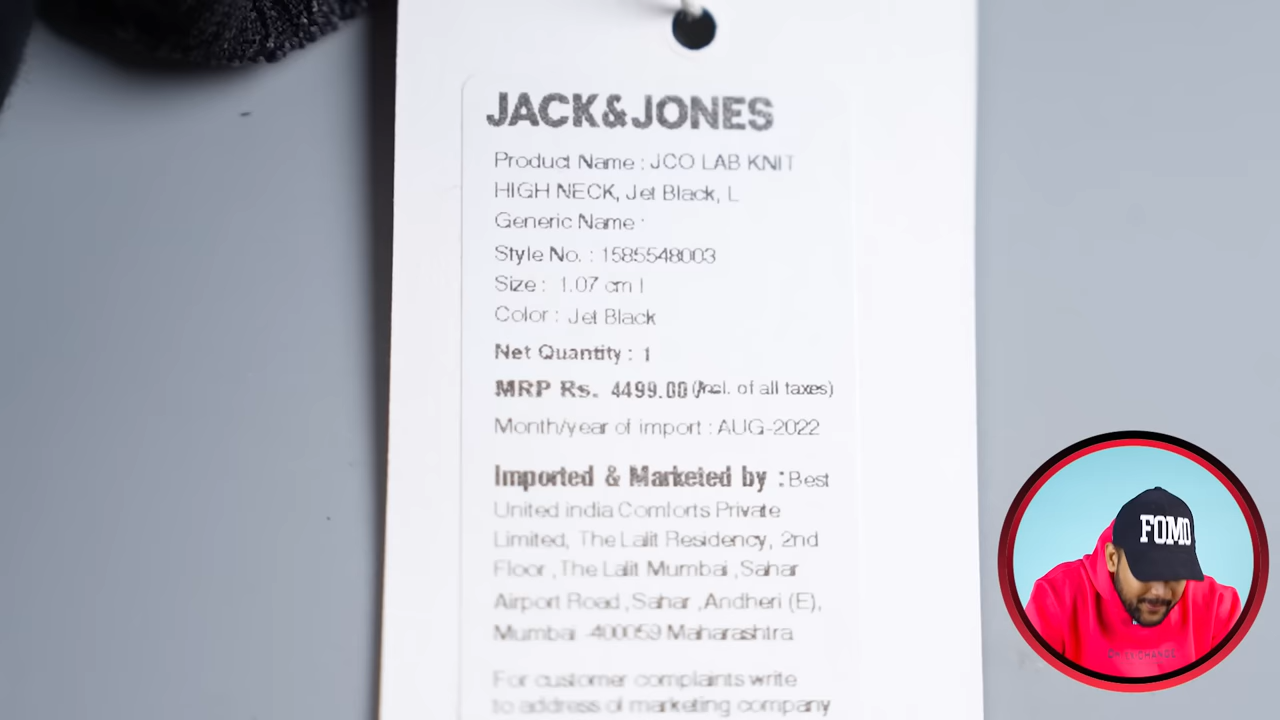 JACK&JONES
Product Name : JCO LAB KNIT
HIGH NECK, Jet Black, L
Generic Name :
Style No. : 1585548003
Size : 1.07 cm l
Color : Jet Black
Net Quantity : 1
MRP Rs. 4499.00 (Incl. of all taxes)
Month/year of import : AUG-2022
Imported & Marketed by : Best
United india Comforts Private
Limited, The Lalit Residency, 2nd
Floor ,The Lalit Mumbai ,Sahar
Airport Road ,Sahar ,Andheri (E),
Mumbai -400059 Maharashtra
For customer complaints write
to address of marketing company
FOMO